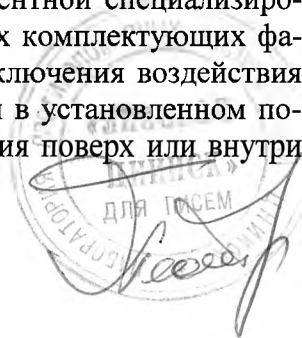 ентной специализиро-
х комплектующих фа-
ключения воздействия
и в установленном по-
ия поверх или внутри
ДЛЯ ПИСЕМ